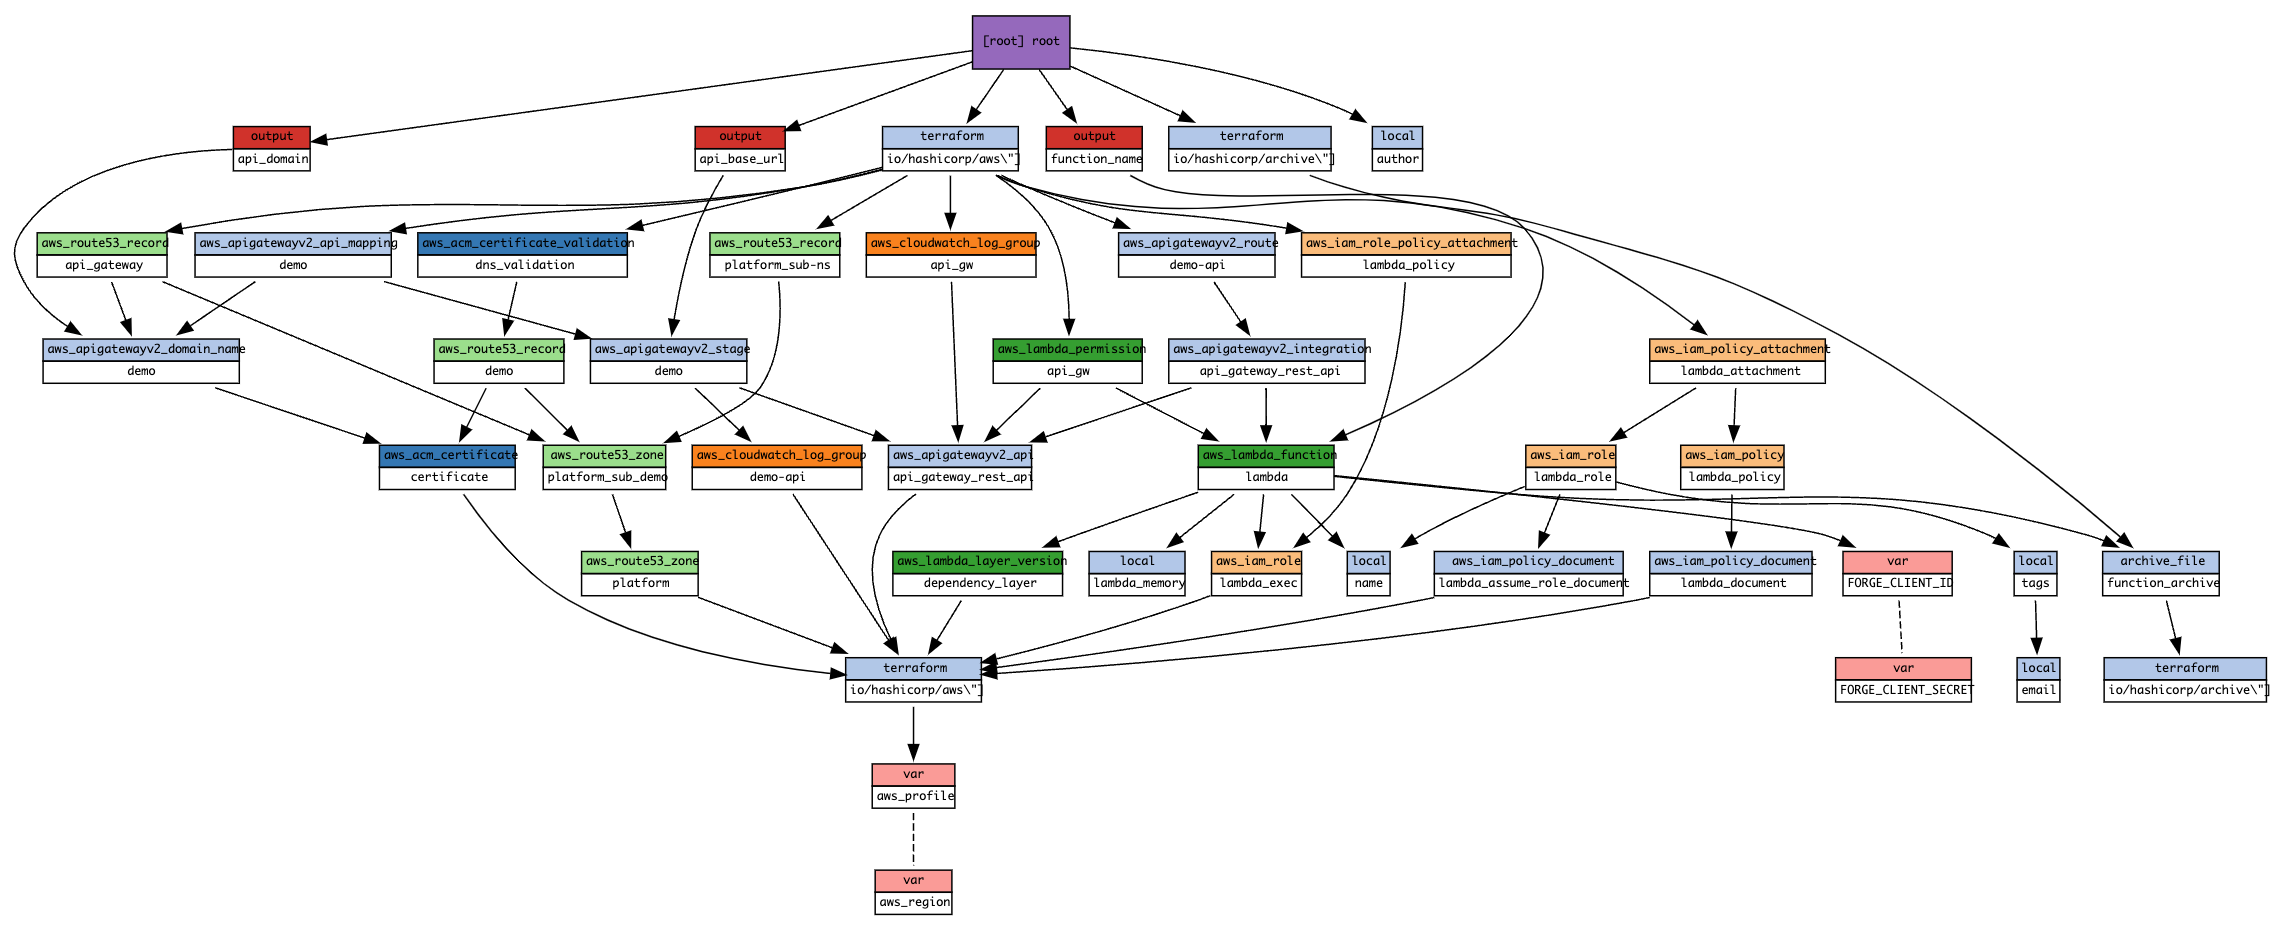 [root] root
output
api_domain
output
api_base_url
terraform
io/hashicorp/aws\"]
output
function_name
terraform
io/hashicorp/archive\"]
local
author
aws_route53_record
api_gateway
aws_apigatewayv2_api_mapping
demo
aws_acm_certificate_validation
dns_validation
aws_route53_record
platform_sub-ns
aws_cloudwatch_log_group
api_gw
aws_apigatewayv2_route
demo-api
aws_iam_role_policy_attachment
lambda_policy
aws_apigatewayv2_domain_name
demo
aws_route53_record
demo
aws_apigatewayv2_stage
demo
aws_lambda_permission
api_gw
aws_apigatewayv2_integration
api_gateway_rest_api
aws_iam_policy_attachment
lambda_attachment
aws_acm_certificate
certificate
aws_route53_zone
platform_sub_demo
aws_cloudwatch_log_group
demo-api
aws_apigatewayv2_api
api_gateway_rest_api
aws_lambda_function
lambda
aws_iam_role
lambda_role
aws_iam_policy
lambda_policy
aws_route53_zone
platform
aws_lambda_layer_version
dependency_layer
local
lambda_memory
aws_iam_role
lambda_exec
local
name
aws_iam_policy_document
lambda_assume_role_document
aws_iam_policy_document
lambda_document
var
FORGE_CLIENT_ID
local
tags
archive_file
function_archive
terraform
io/hashicorp/aws\"]
var
FORGE_CLIENT_SECRET
local
email
terraform
io/hashicorp/archive\"]
var
aws_profile
var
aws_region